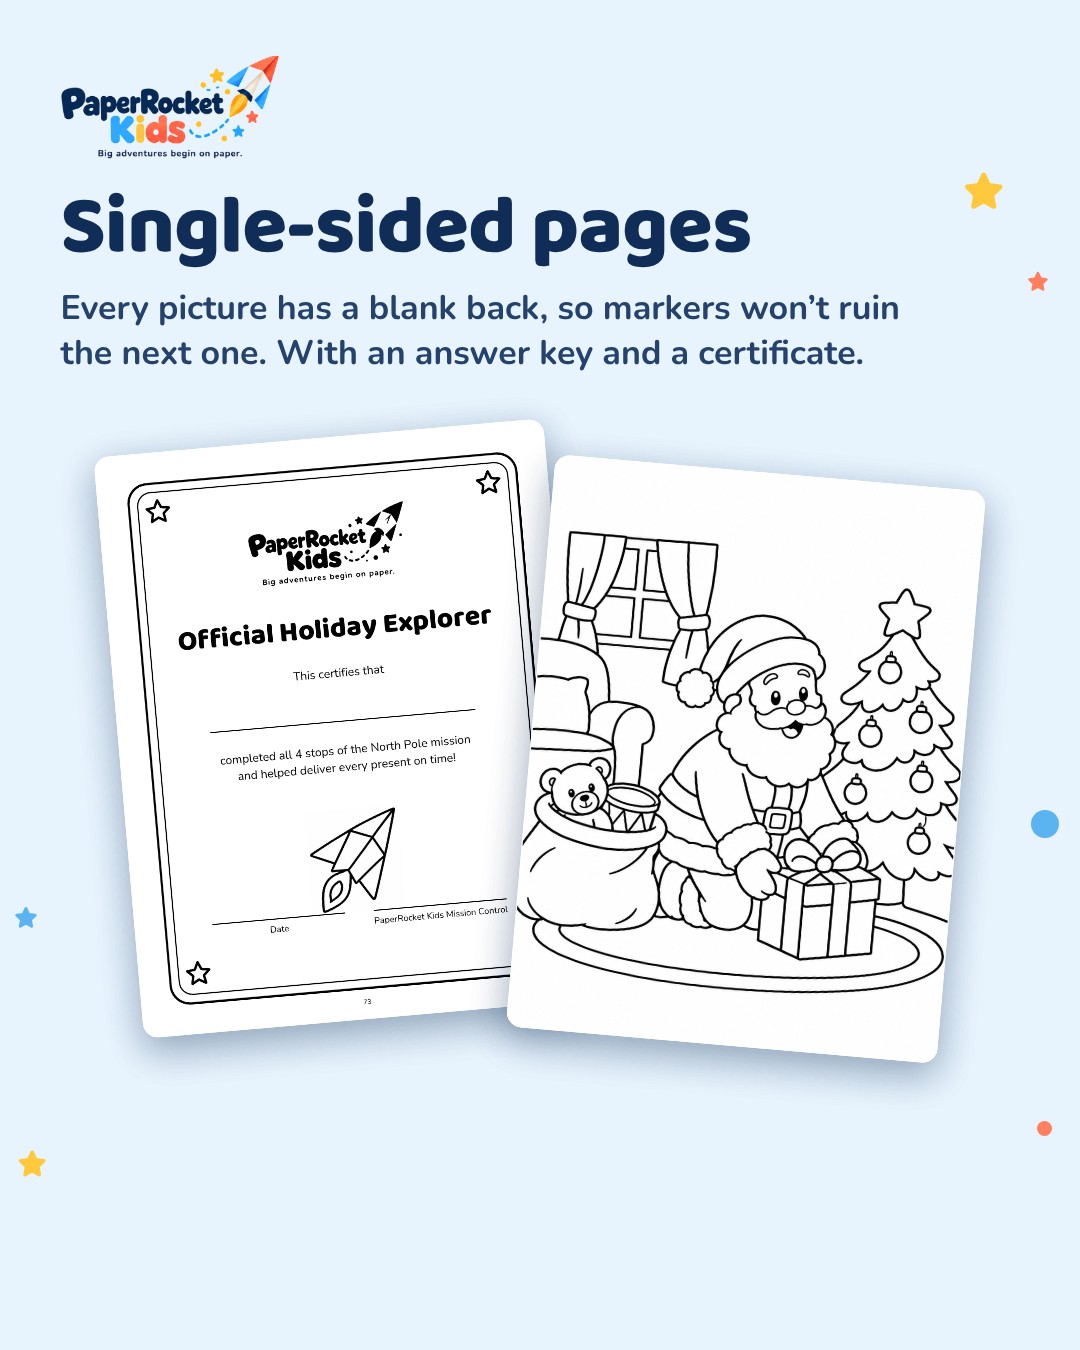 PaperRocket
Kids
Big adventures begin on paper.
Single-sided pages
Every picture has a blank back, so markers won’t ruin
the next one. With an answer key and a certificate.
PaperRocket
Kids
Big adventures begin on paper.
Official Holiday Explorer
This certifies that
completed all 4 stops of the North Pole mission
and helped deliver every present on time!
Date
PaperRocket Kids Mission Control
73